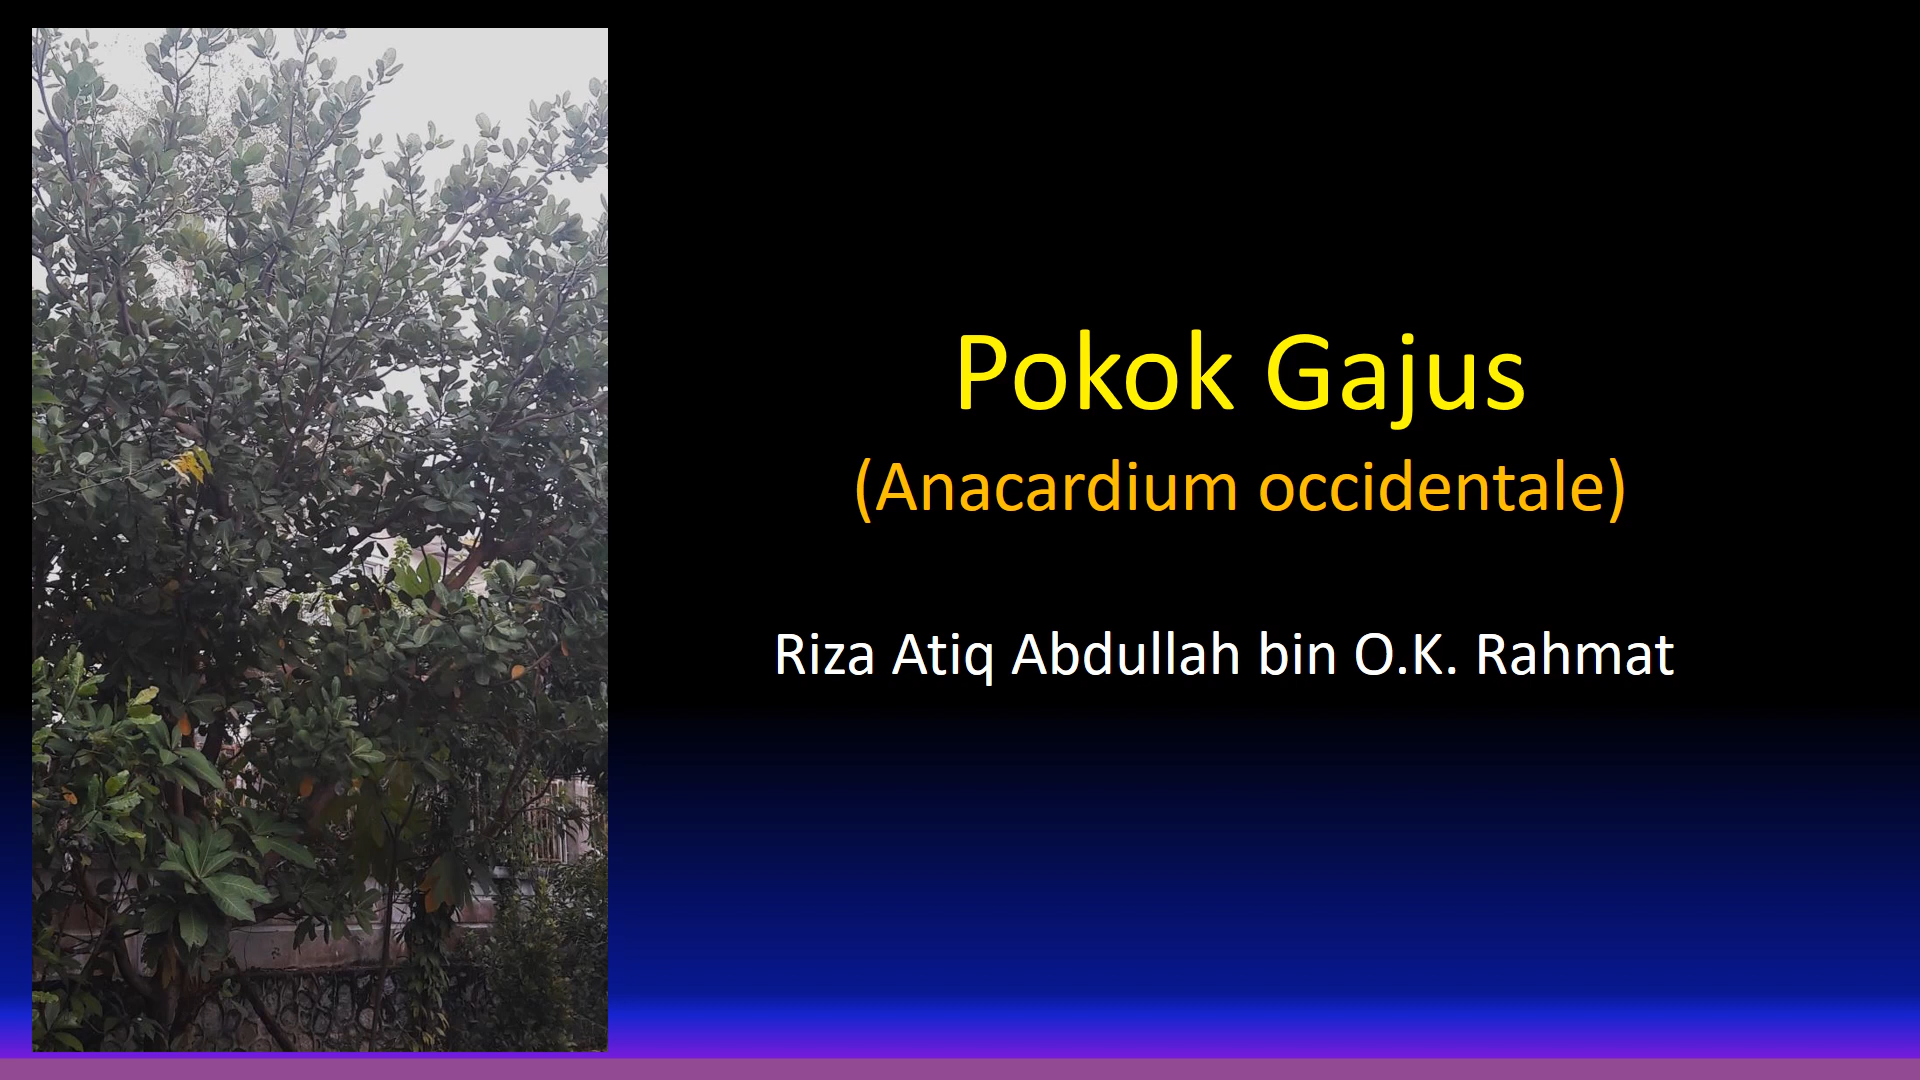 Pokok Gajus
(Anacardium occidentale)
Riza Atiq Abdullah bin O.K. Rahmat